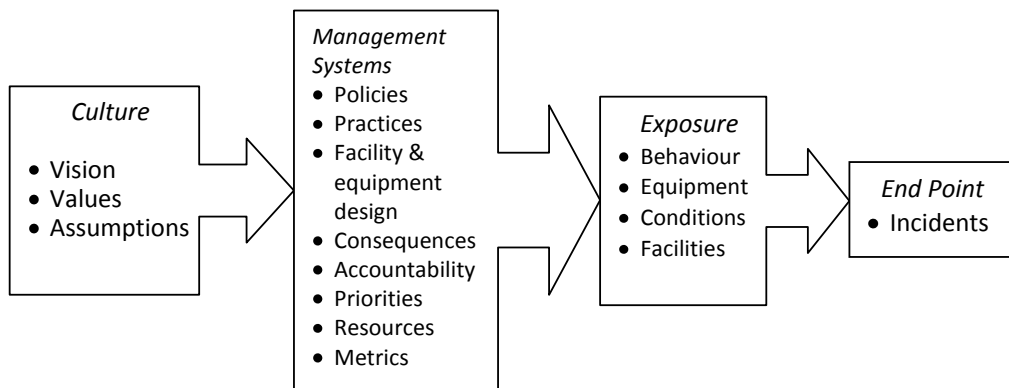 Culture
• Vision
• Values
• Assumptions
Management
Systems
• Policies
• Practices
• Facility &
equipment
design
• Consequences
• Accountability
• Priorities
• Resources
• Metrics
Exposure
• Behaviour
• Equipment
• Conditions
• Facilities
End Point
• Incidents